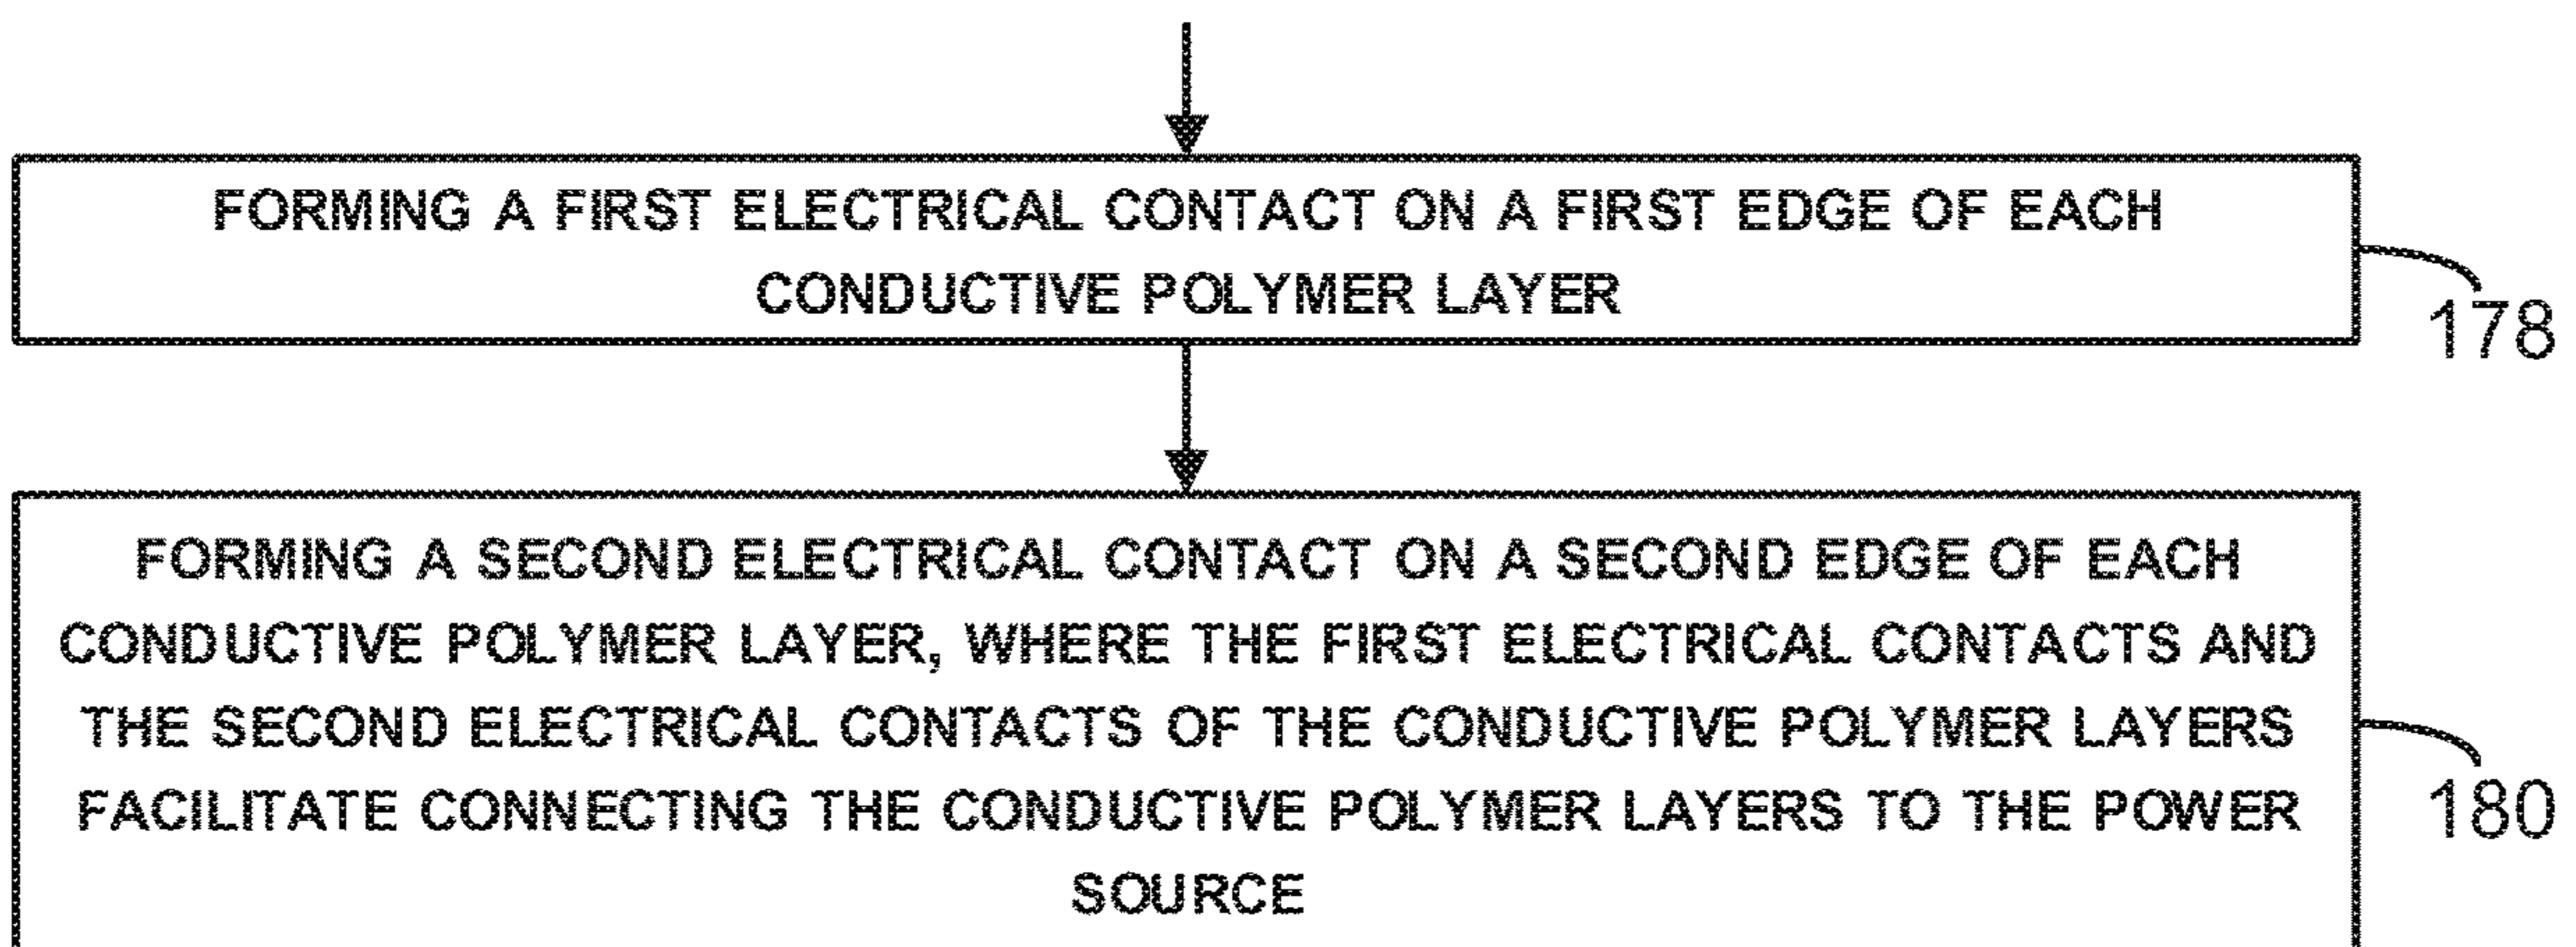 FORMING A FIRST ELECTRICAL CONTACT ON A FIRST EDGE OF EACH
CONDUCTIVE POLYMER LAYER
178
FORMING A SECOND ELECTRICAL CONTACT ON A SECOND EDGE OF EACH
CONDUCTIVE POLYMER LAYER, WHERE THE FIRST ELECTRICAL CONTACTS AND
THE SECOND ELECTRICAL CONTACTS OF THE CONDUCTIVE POLYMER LAYERS
FACILITATE CONNECTING THE CONDUCTIVE POLYMER LAYERS TO THE POWER
SOURCE
180